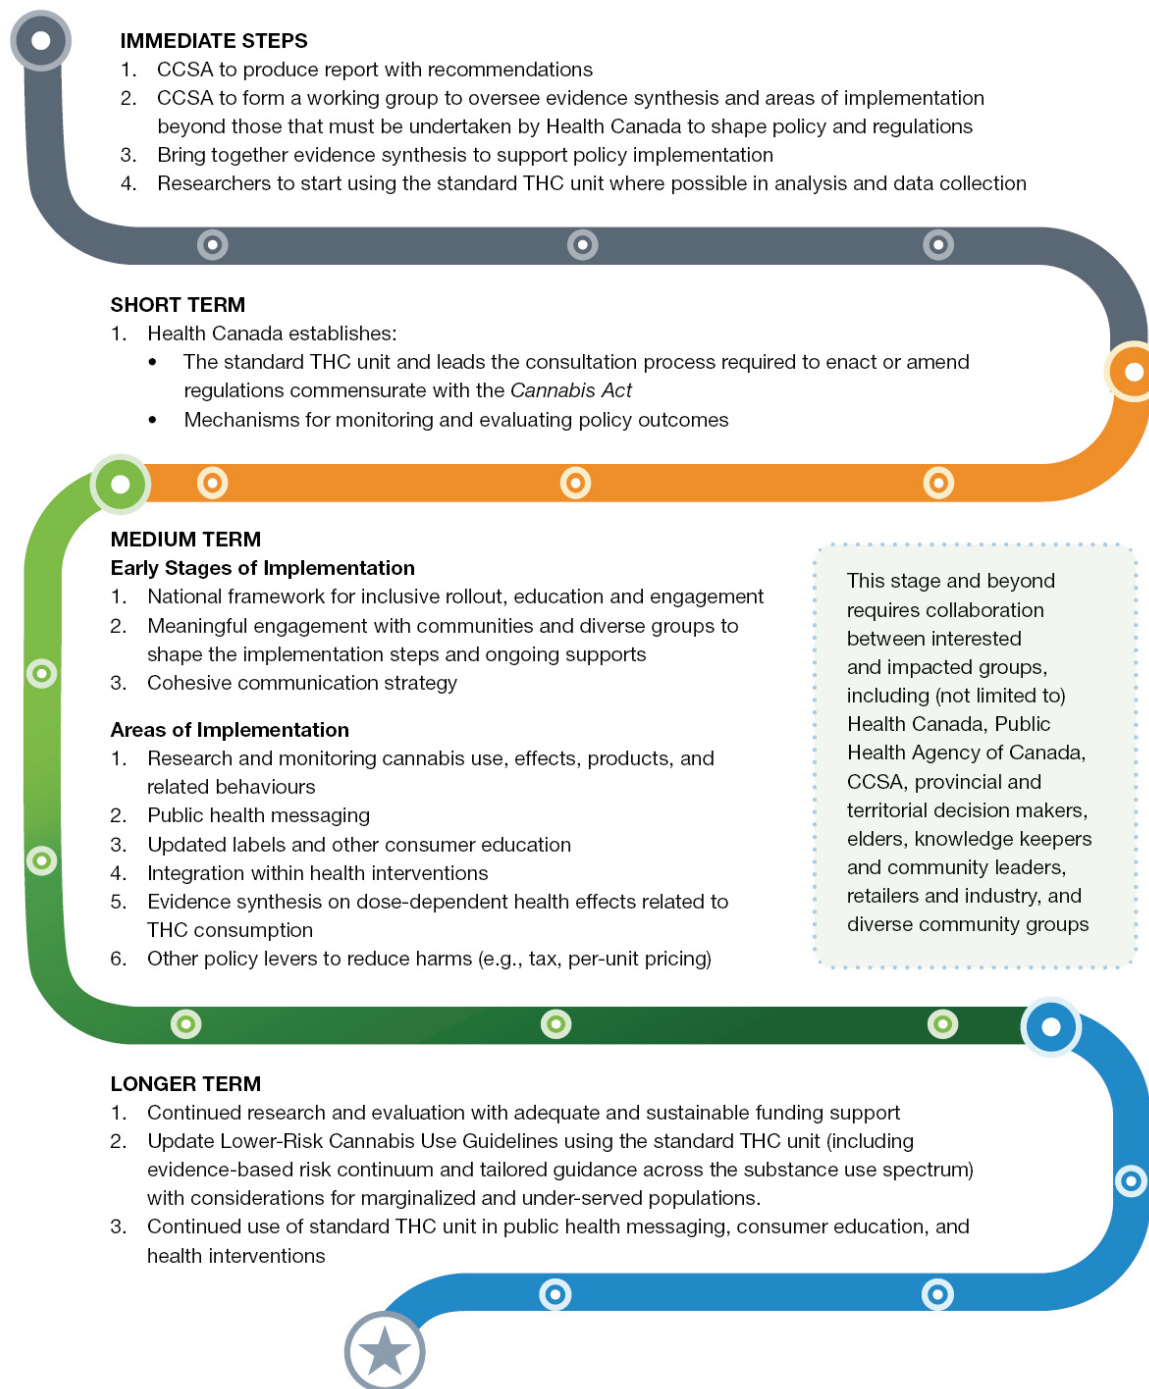 IMMEDIATE STEPS
1. CCSA to produce report with recommendations
2. CCSA to form a working group to oversee evidence synthesis and areas of implementation
beyond those that must be undertaken by Health Canada to shape policy and regulations
3. Bring together evidence synthesis to support policy implementation
4. Researchers to start using the standard THC unit where possible in analysis and data collection
SHORT TERM
1. Health Canada establishes:
• The standard THC unit and leads the consultation process required to enact or amend
regulations commensurate with the Cannabis Act
• Mechanisms for monitoring and evaluating policy outcomes
MEDIUM TERM
Early Stages of Implementation
1. National framework for inclusive rollout, education and engagement
2. Meaningful engagement with communities and diverse groups to
shape the implementation steps and ongoing supports
3. Cohesive communication strategy
Areas of Implementation
1. Research and monitoring cannabis use, effects, products, and
related behaviours
2. Public health messaging
3. Updated labels and other consumer education
4. Integration within health interventions
5. Evidence synthesis on dose-dependent health effects related to
THC consumption
6. Other policy levers to reduce harms (e.g., tax, per-unit pricing)
This stage and beyond
requires collaboration
between interested
and impacted groups,
including (not limited to)
Health Canada, Public
Health Agency of Canada,
CCSA, provincial and
territorial decision makers,
elders, knowledge keepers
and community leaders,
retailers and industry, and
diverse community groups
LONGER TERM
1. Continued research and evaluation with adequate and sustainable funding support
2. Update Lower-Risk Cannabis Use Guidelines using the standard THC unit (including
evidence-based risk continuum and tailored guidance across the substance use spectrum)
with considerations for marginalized and under-served populations.
3. Continued use of standard THC unit in public health messaging, consumer education, and
health interventions